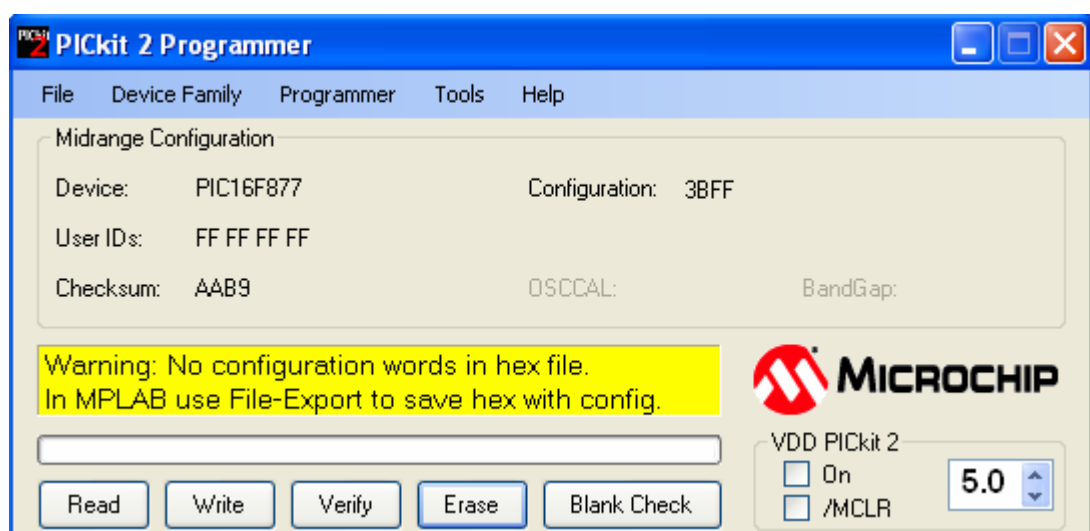 PICkit 2 Programmer
File Device Family Programmer Tools Help
Midrange Configuration
Device: PIC16F877 Configuration: 3BFF
User IDs: FF FF FF FF
Checksum: AAB9 OSCCAL: BandGap:
Warning: No configuration words in hex file.
In MPLAB use File-Export to save hex with config.
MICROCHIP
VDD PICkit 2
On
/MCLR
5.0
Read Write Verify Erase Blank Check